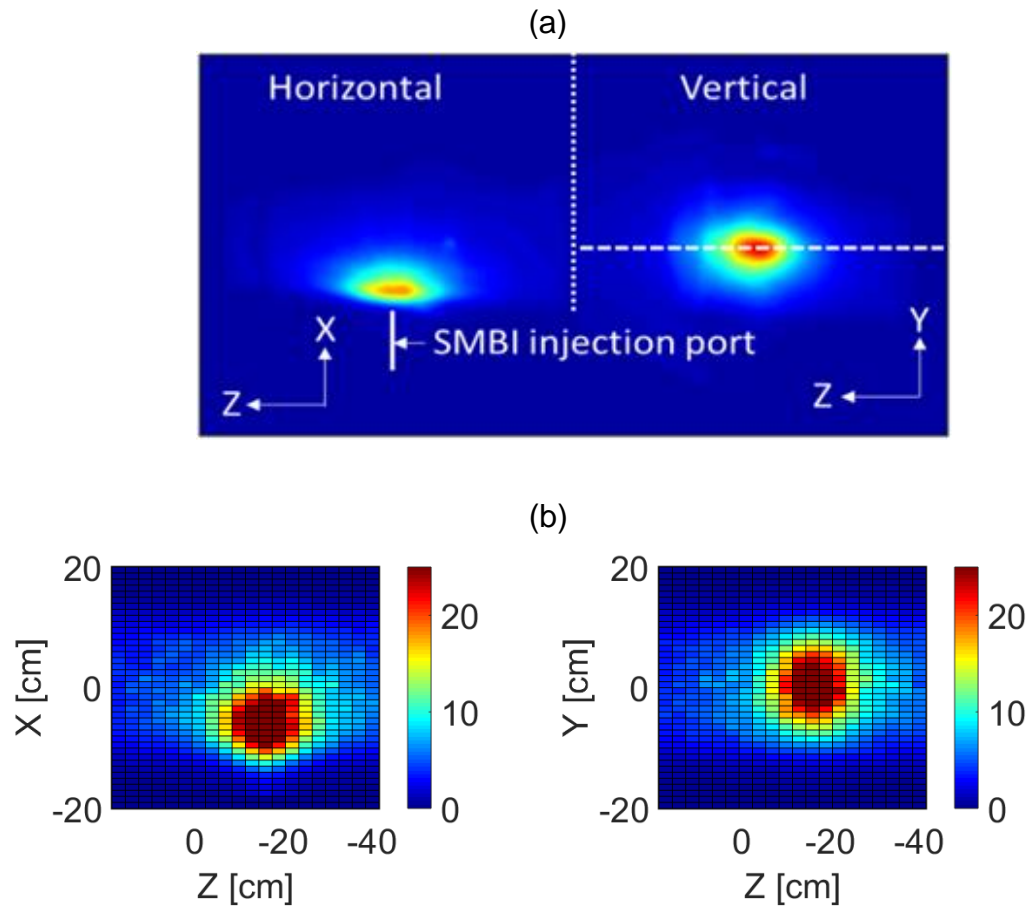 (a)
Horizontal Vertical
X Y
SMBI injection port
Z Z
(b)
20 20
X [cm] 0 20 10 0 Y [cm] 0 20 10 0
-20 -20
0 -20 -40 0 -20 -40
Z [cm] Z [cm]